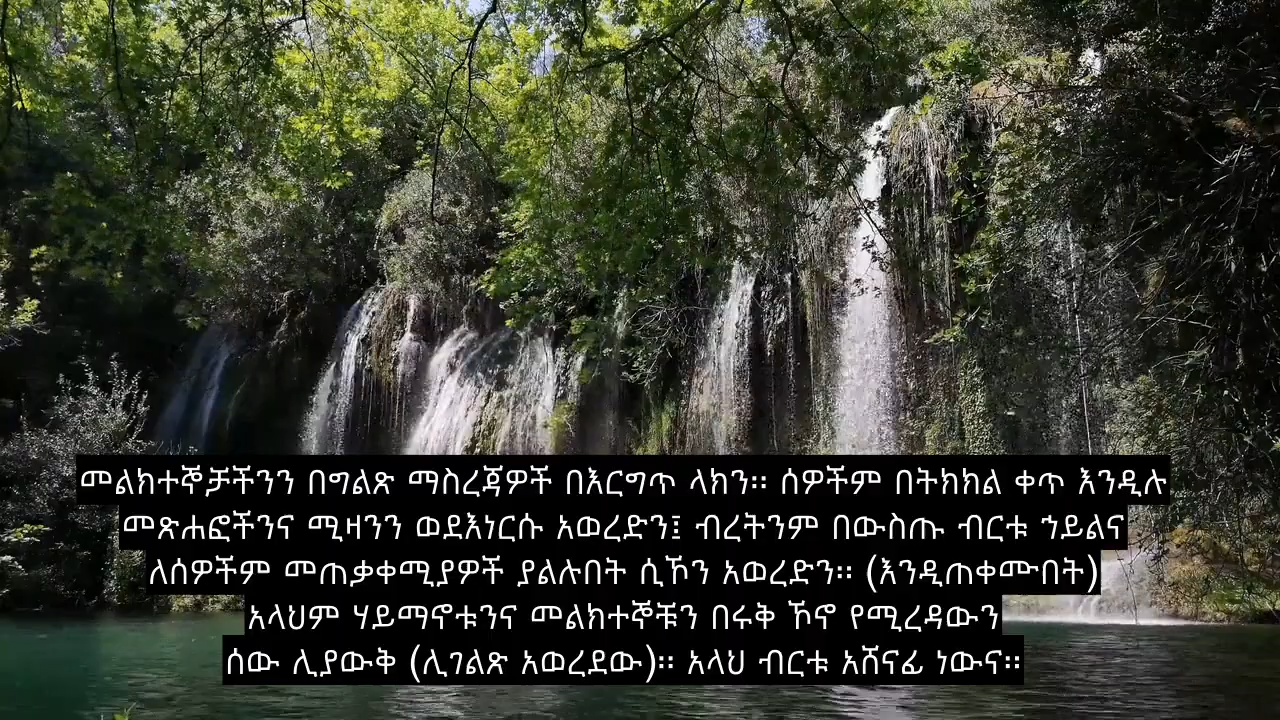 መልክተኞቻችንን በግልጽ ማስረጃዎች በእርግጥ ላክን፡፡ ሰዎችም በትክክል ቀጥ እንዲሉ
መጽሐፎችንና ሚዛንን ወደእነርሱ አወረድን፤ ብረትንም በውስጡ ብርቱ ኀይልና
ለሰዎችም መጠቃቀሚያዎች ያልሉበት ሲኾን አወረድን፡፡ (እንዲጠቀሙበት)
አላህም ሃይማኖቱንና መልክተኞቹን በሩቅ ኾኖ የሚረዳውን
ሰው ሊያውቅ (ሊገልጽ አወረደው)፡፡ አላህ ብርቱ አሸናፊ ነውና፡፡